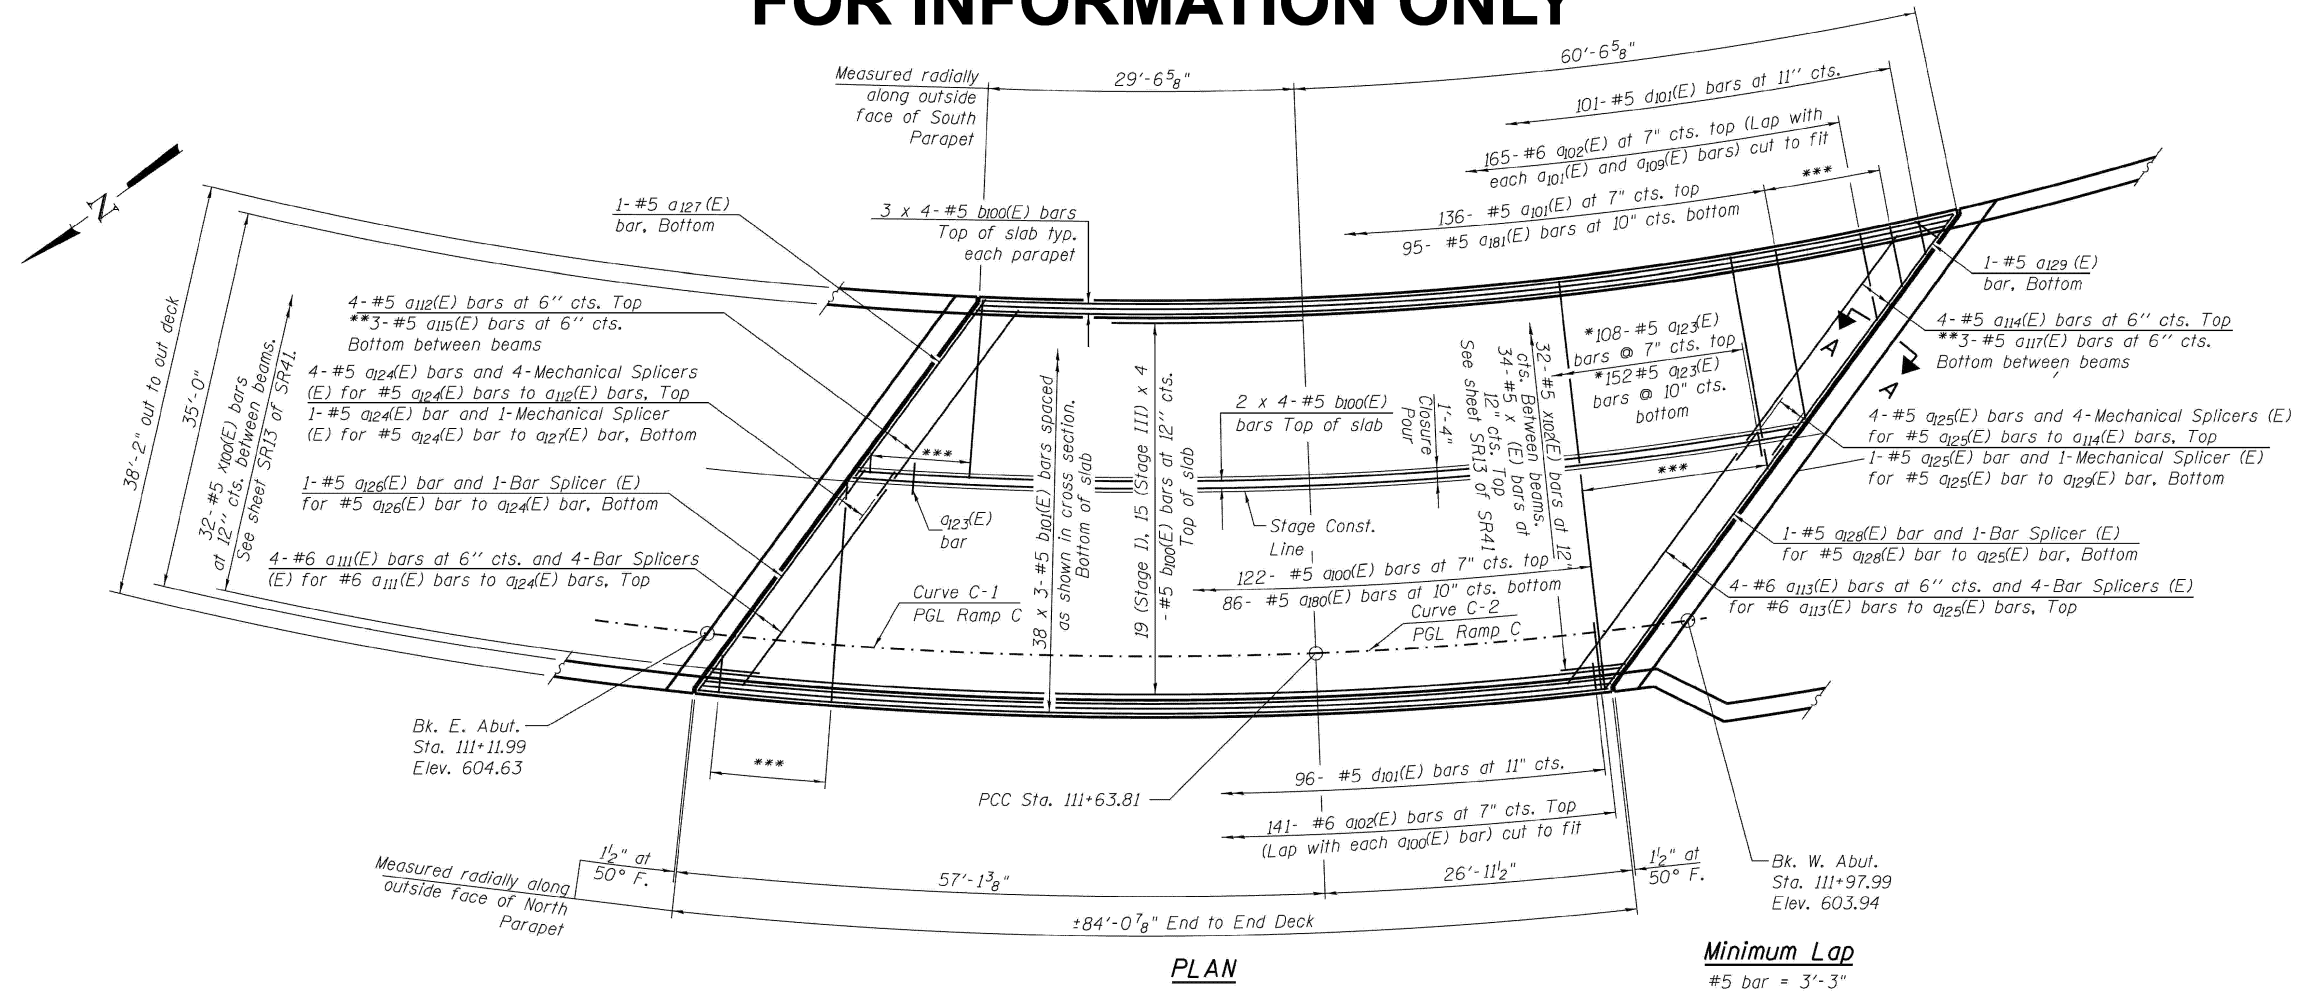 FOR INFORMATION ONLY
Measured radially
along outside
face of South
Parapet
29'-6 5/8"
60'-6 5/8"
101- #5 d101(E) bars at 11" cts.
165- #6 a102(E) at 7" cts. top (Lap with
each a101(E) and a109(E) bars) cut to fit
***
136- #5 a101(E) at 7" cts. top
95- #5 a181(E) bars at 10" cts. bottom
N
1-#5 a127(E)
bar, Bottom
3 x 4-#5 b100(E) bars
Top of slab typ.
each parapet
1-#5 a129 (E)
bar, Bottom
38'-2" out to out deck
35'-0"
32-#5 x100(E) bars
at 12" cts. between beams.
See sheet SR13 of SR41.
4-#5 a112(E) bars at 6" cts. Top
**3-#5 a115(E) bars at 6" cts.
Bottom between beams
4-#5 a124(E) bars and 4-Mechanical Splicers
(E) for #5 a124(E) bars to a112(E) bars, Top
1-#5 a124(E) bar and 1-Mechanical Splicer
(E) for #5 a124(E) bar to a127(E) bar, Bottom
1-#5 a126(E) bar and 1-Bar Splicer (E)
for #5 a126(E) bar to a124(E) bar, Bottom
4-#6 a111(E) bars at 6" cts. and 4-Bar Splicers
(E) for #6 a111(E) bars to a124(E) bars, Top
***
a123(E)
bar
38 x 3-#5 b101(E) bars spaced
as shown in cross section.
Bottom of slab
19 (Stage I), 15 (Stage III) x 4
- #5 b100(E) bars at 12" cts.
Top of slab
2 x 4-#5 b100(E)
bars Top of slab
1'-4"
Closure
Pour
Stage Const.
Line
32-#5 x102(E) bars at 12"
cts. Between beams.
34-#5 x (E) bars at
12" cts. Top
See sheet SR13 of SR41
*108-#5 a123(E)
bars @ 7" cts. top
*152#5 a123(E)
bars @ 10" cts.
bottom
A
A
***
4-#5 a114(E) bars at 6" cts. Top
**3-#5 a117(E) bars at 6" cts.
Bottom between beams
4-#5 a125(E) bars and 4-Mechanical Splicers (E)
for #5 a125(E) bars to a114(E) bars, Top
1-#5 a125(E) bar and 1-Mechanical Splicer (E)
for #5 a125(E) bar to a129(E) bar, Bottom
1-#5 a128(E) bar and 1-Bar Splicer (E)
for #5 a128(E) bar to a125(E) bar, Bottom
4-#6 a113(E) bars at 6" cts. and 4-Bar Splicers (E)
for #6 a113(E) bars to a125(E) bars, Top
122- #5 a100(E) bars at 7" cts. top
86- #5 a180(E) bars at 10" cts. bottom
Curve C-1
PGL Ramp C
Curve C-2
PGL Ramp C
Bk. E. Abut.
Sta. 111+11.99
Elev. 604.63
***
PCC Sta. 111+63.81
96- #5 d101(E) bars at 11" cts.
141- #6 a102(E) bars at 7" cts. Top
(Lap with each a100(E) bar) cut to fit
Bk. W. Abut.
Sta. 111+97.99
Elev. 603.94
Measured radially along
outside face of North
Parapet
1 1/2" at
50° F.
57'-1 3/8"
26'-11 1/2"
1 1/2" at
50° F.
±84'-0 7/8" End to End Deck
PLAN
Minimum Lap
#5 bar = 3'-3"